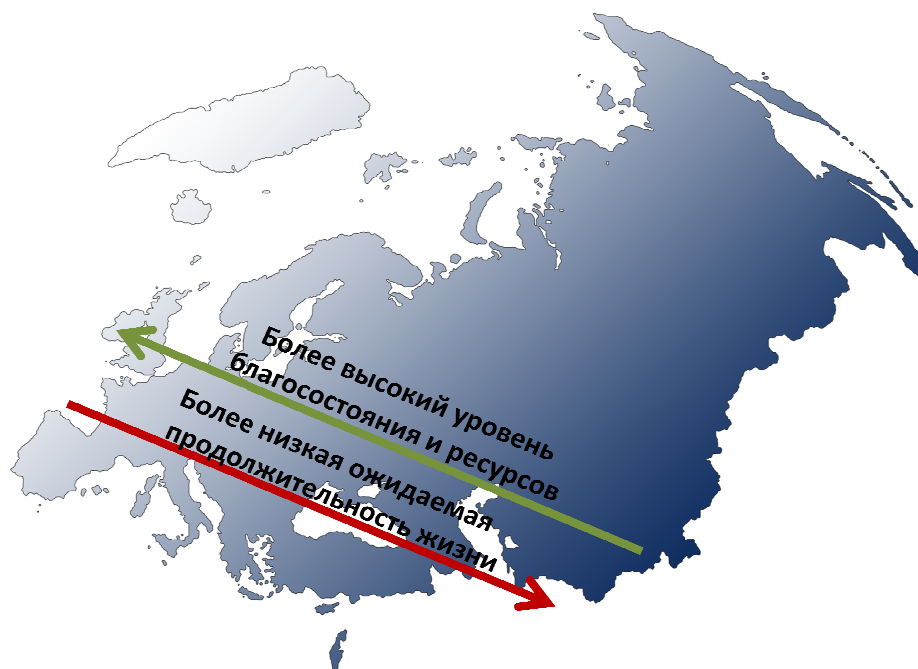 Более высокий уровень
благосостояния и ресурсов
Более низкая ожидаемая
продолжительность жизни